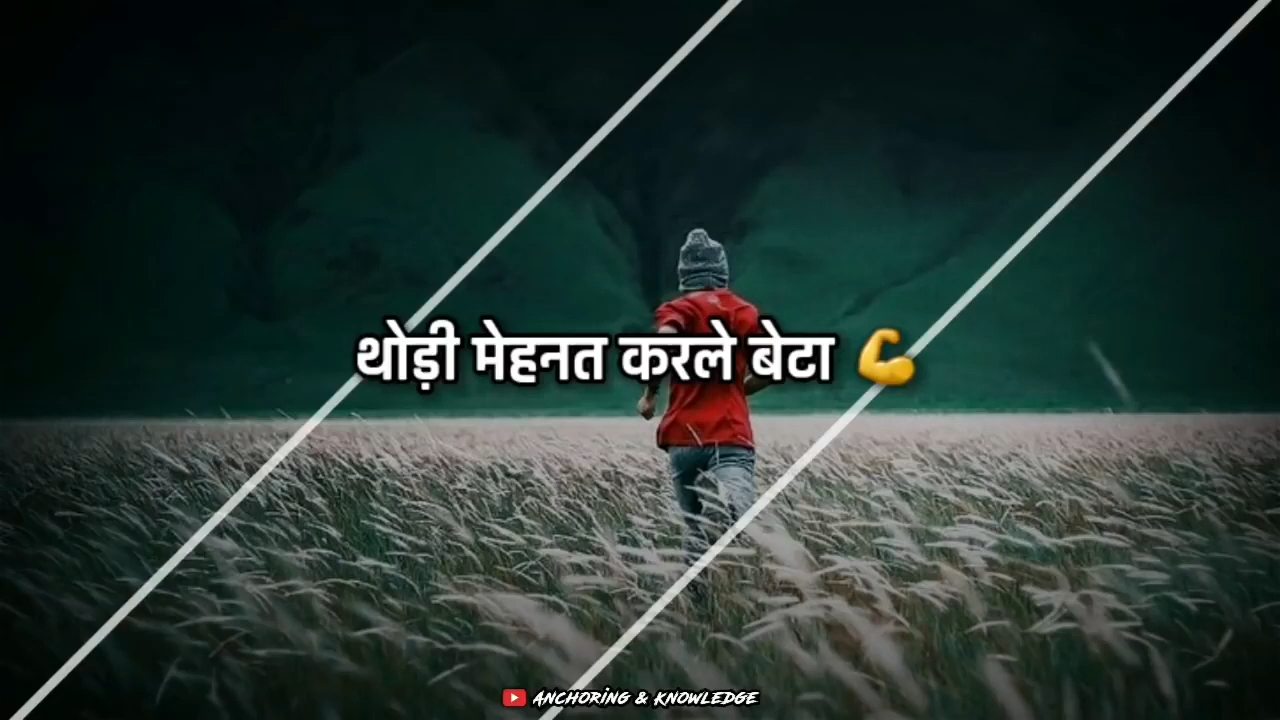 थोड़ी मेहनत करले बेटा 💪
ANCHORING & KNOWLEDGE